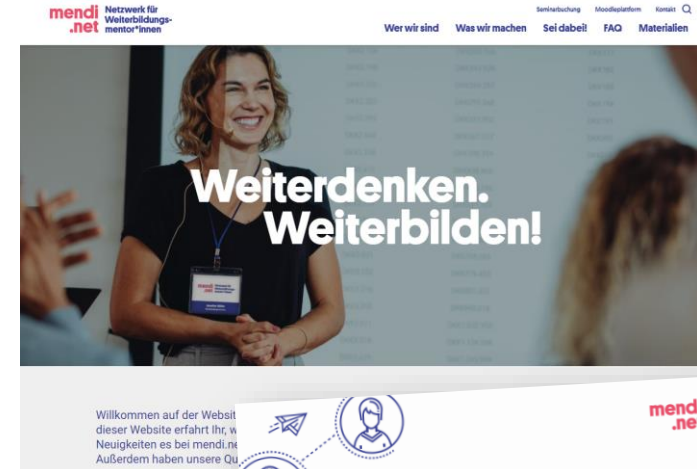 mendi
.net
Netzwerk für
Weiterbildungs-
mentor*innen
Seminarbuchung Moodleplattform Kontakt
Wer wir sind Was wir machen Sei dabei! FAQ Materialien
mendi
.net
Weiterdenken.
Weiterbilden!
Willkommen auf der Websit
dieser Website erfahrt Ihr, w
Neuigkeiten es bei mendi.ne
Außerdem haben unsere Qu
mendi
.ne